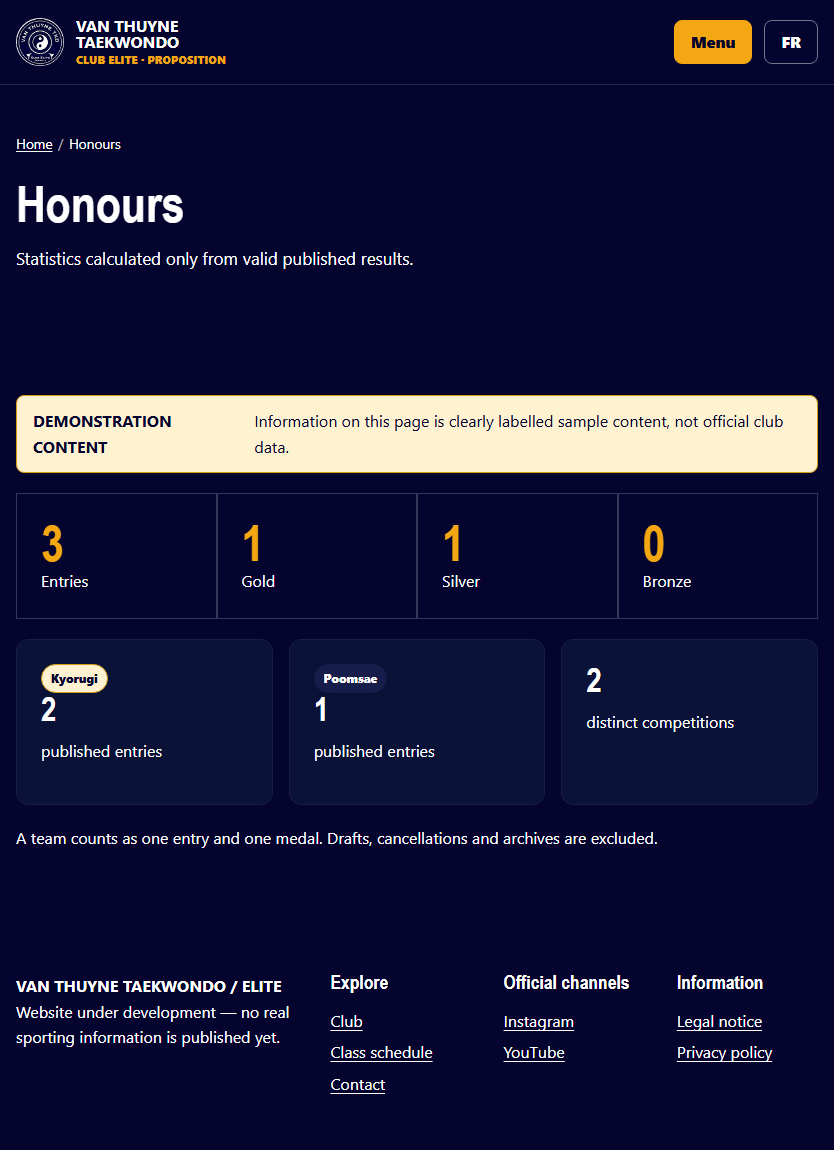 VAN THUYNE
TAEKWONDO
CLUB ELITE · PROPOSITION
Menu
FR
Home / Honours
Honours
Statistics calculated only from valid published results.
DEMONSTRATION
CONTENT
Information on this page is clearly labelled sample content, not official club
data.
3
Entries
1
Gold
1
Silver
0
Bronze
Kyorugi
2
published entries
Poomsae
1
published entries
2
distinct competitions
A team counts as one entry and one medal. Drafts, cancellations and archives are excluded.
VAN THUYNE TAEKWONDO / ELITE
Website under development — no real
sporting information is published yet.
Explore
Club
Class schedule
Contact
Official channels
Instagram
YouTube
Information
Legal notice
Privacy policy